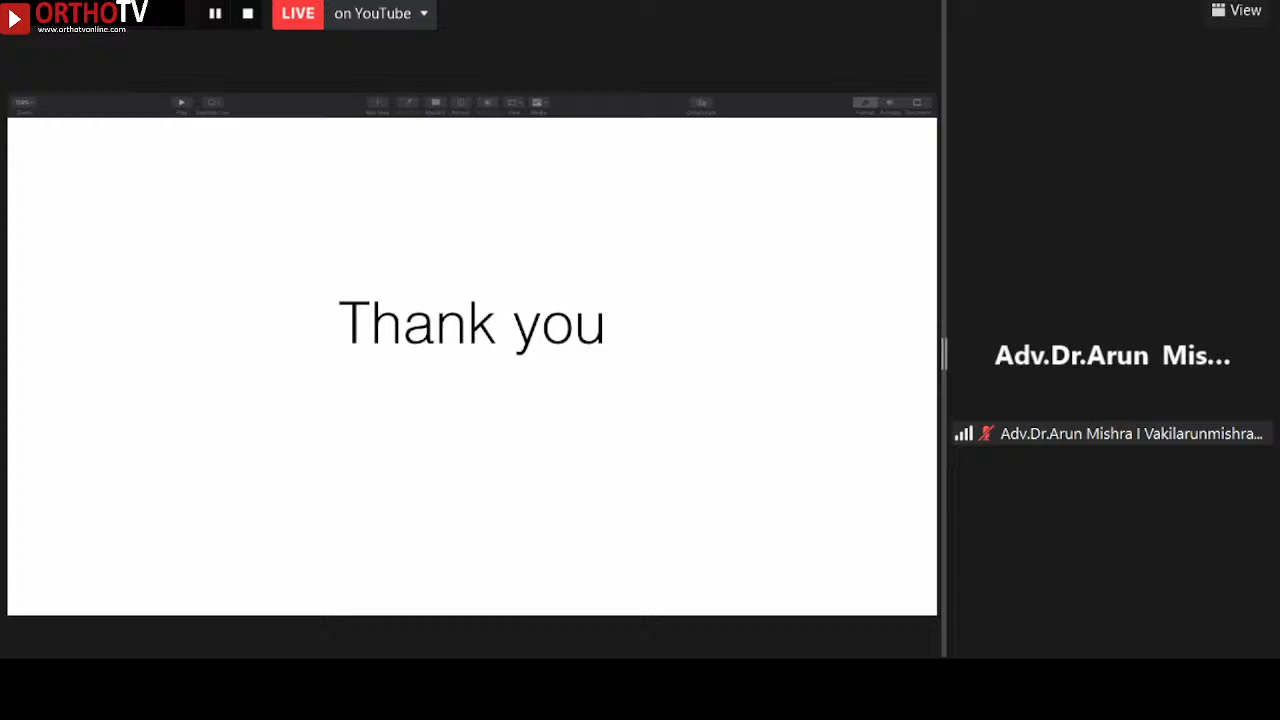 ORTHOTV
www.orthotvonline.com
LIVE
on YouTube
View
Thank you
Adv.Dr.Arun Mis...
Adv.Dr.Arun Mishra I Vakilarunmishra...